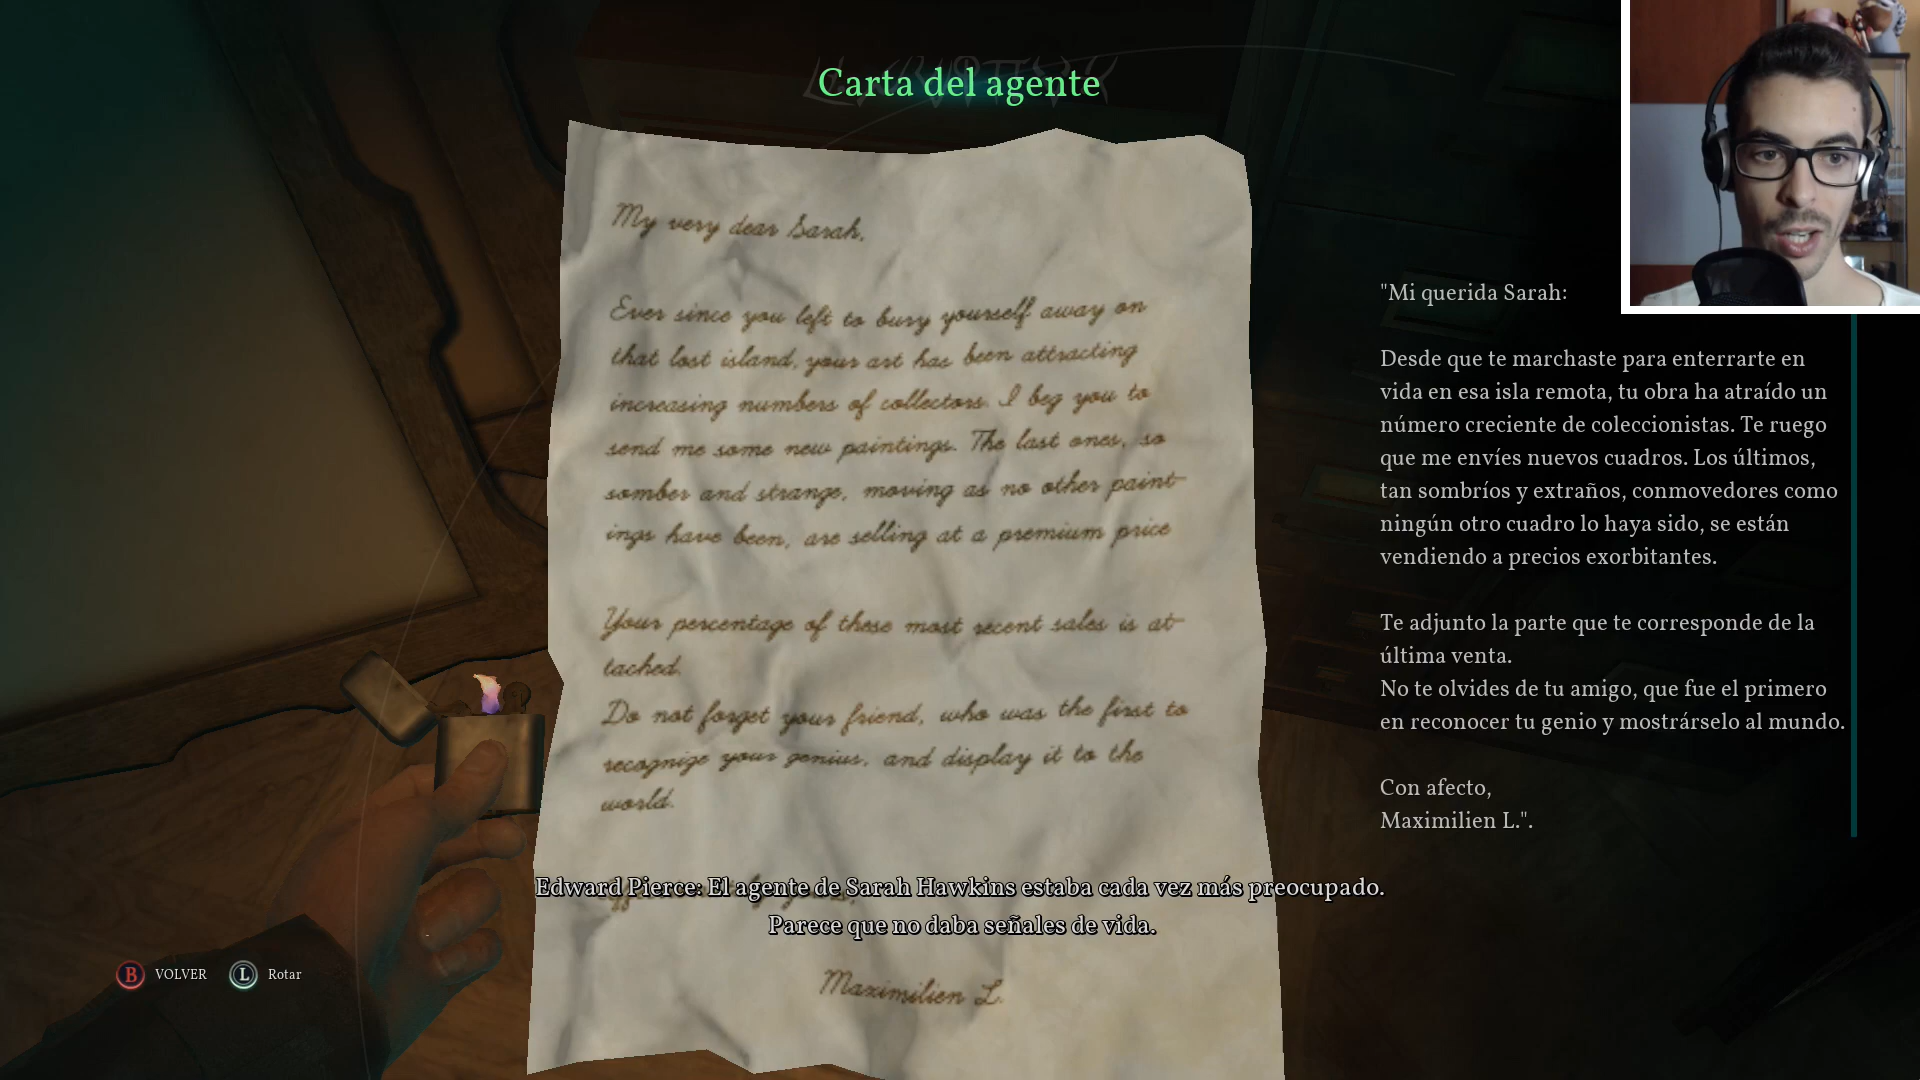 Carta del agente
My very dear Sarah,
Ever since you left to bury yourself away on
that lost island, your art has been attracting
increasing numbers of collectors. I beg you to
send me some new paintings. The last ones, so
somber and strange, moving as no other paint-
ings have been, are selling at a premium price
Your percentage of these most recent sales is at-
tached.
Do not forget your friend, who was the first to
recognize your genius, and display it to the
world.
Maximilien L.
"Mi querida Sarah:
Desde que te marchaste para enterrarte en
vida en esa isla remota, tu obra ha atraído un
número creciente de coleccionistas. Te ruego
que me envíes nuevos cuadros. Los últimos,
tan sombríos y extraños, conmovedores como
ningún otro cuadro lo haya sido, se están
vendiendo a precios exorbitantes.
Te adjunto la parte que te corresponde de la
última venta.
No te olvides de tu amigo, que fue el primero
en reconocer tu genio y mostrárselo al mundo.
Con afecto,
Maximilien L.".
Edward Pierce: El agente de Sarah Hawkins estaba cada vez más preocupado.
Parece que no daba señales de vida.
B VOLVER L Rotar